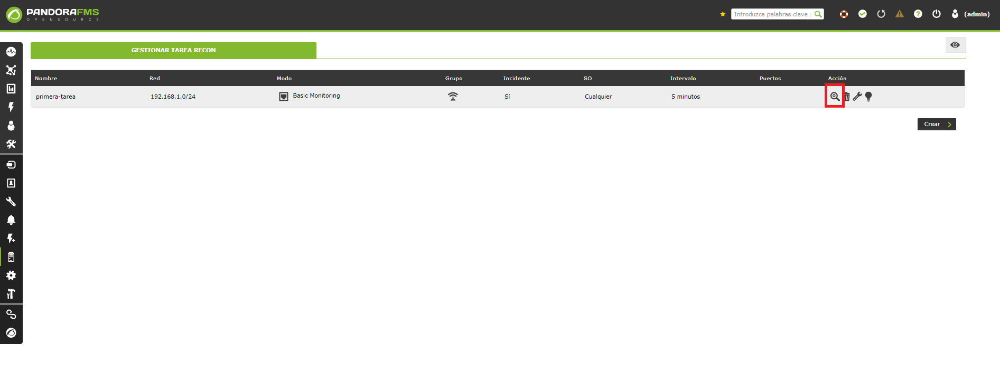 PANDORAFMS
OPENSOURCE
Introduzca palabras clave p
(admin)
GESTIONAR TAREA RECON
Nombre Red Modo Grupo Incidente SO Intervalo Puertos Acción
primera-tarea 192.168.1.0/24 Basic Monitoring Sí Cualquier 5 minutos
Crear